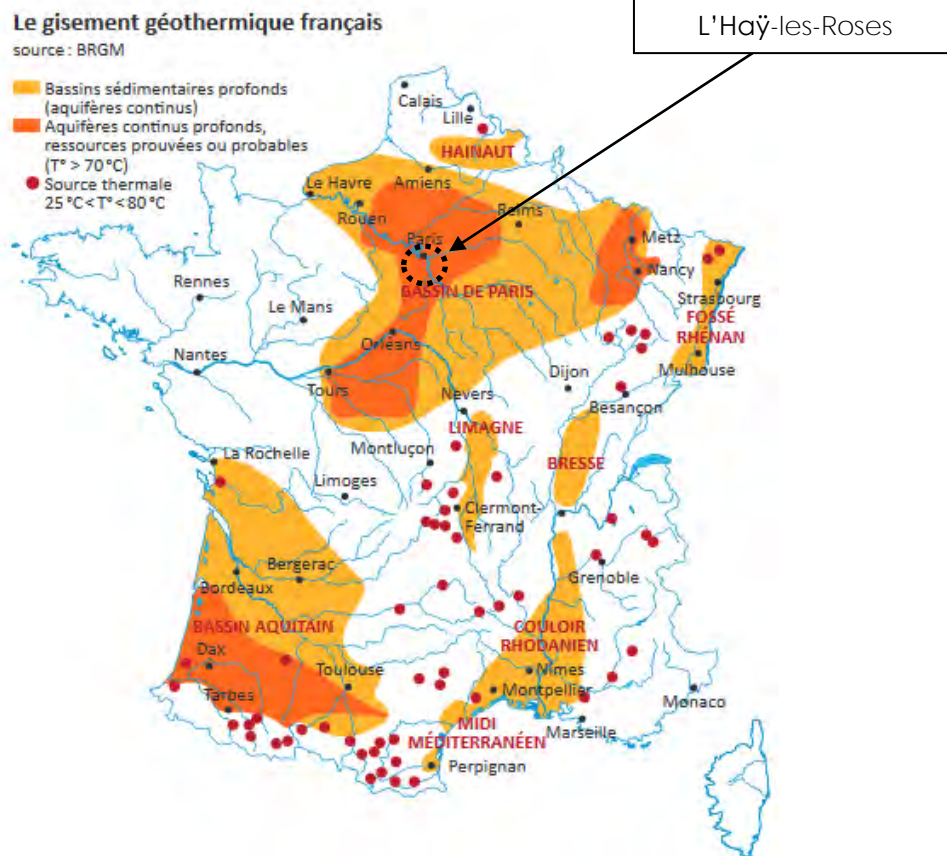 Le gisement géothermique français
source : BRGM
L'Haÿ-les-Roses
Bassins sédimentaires profonds
(aquifères continus)
Aquifères continus profonds,
ressources prouvées ou probables
(T° > 70 °C)
Source thermale
25 °C < T° < 80 °C
Calais
Lille
HAINAUT
Le Havre
Amiens
Rouen
Reims
Paris
Metz
Nancy
BASSIN DE PARIS
Strasbourg
FOSSÉ
RHÉNAN
Rennes
Le Mans
Orléans
Mulhouse
Nantes
Tours
Dijon
Nevers
Besançon
LIMAGNE
La Rochelle
Montluçon
BRESSE
Limoges
Clermont-
Ferrand
Bergerac
Grenoble
Bordeaux
BASSIN AQUITAIN
COULOIR
RHODANIEN
Dax
Toulouse
Nîmes
Tarbes
Montpellier
Monaco
MIDI
MÉDITERRANÉEN
Marseille
Perpignan